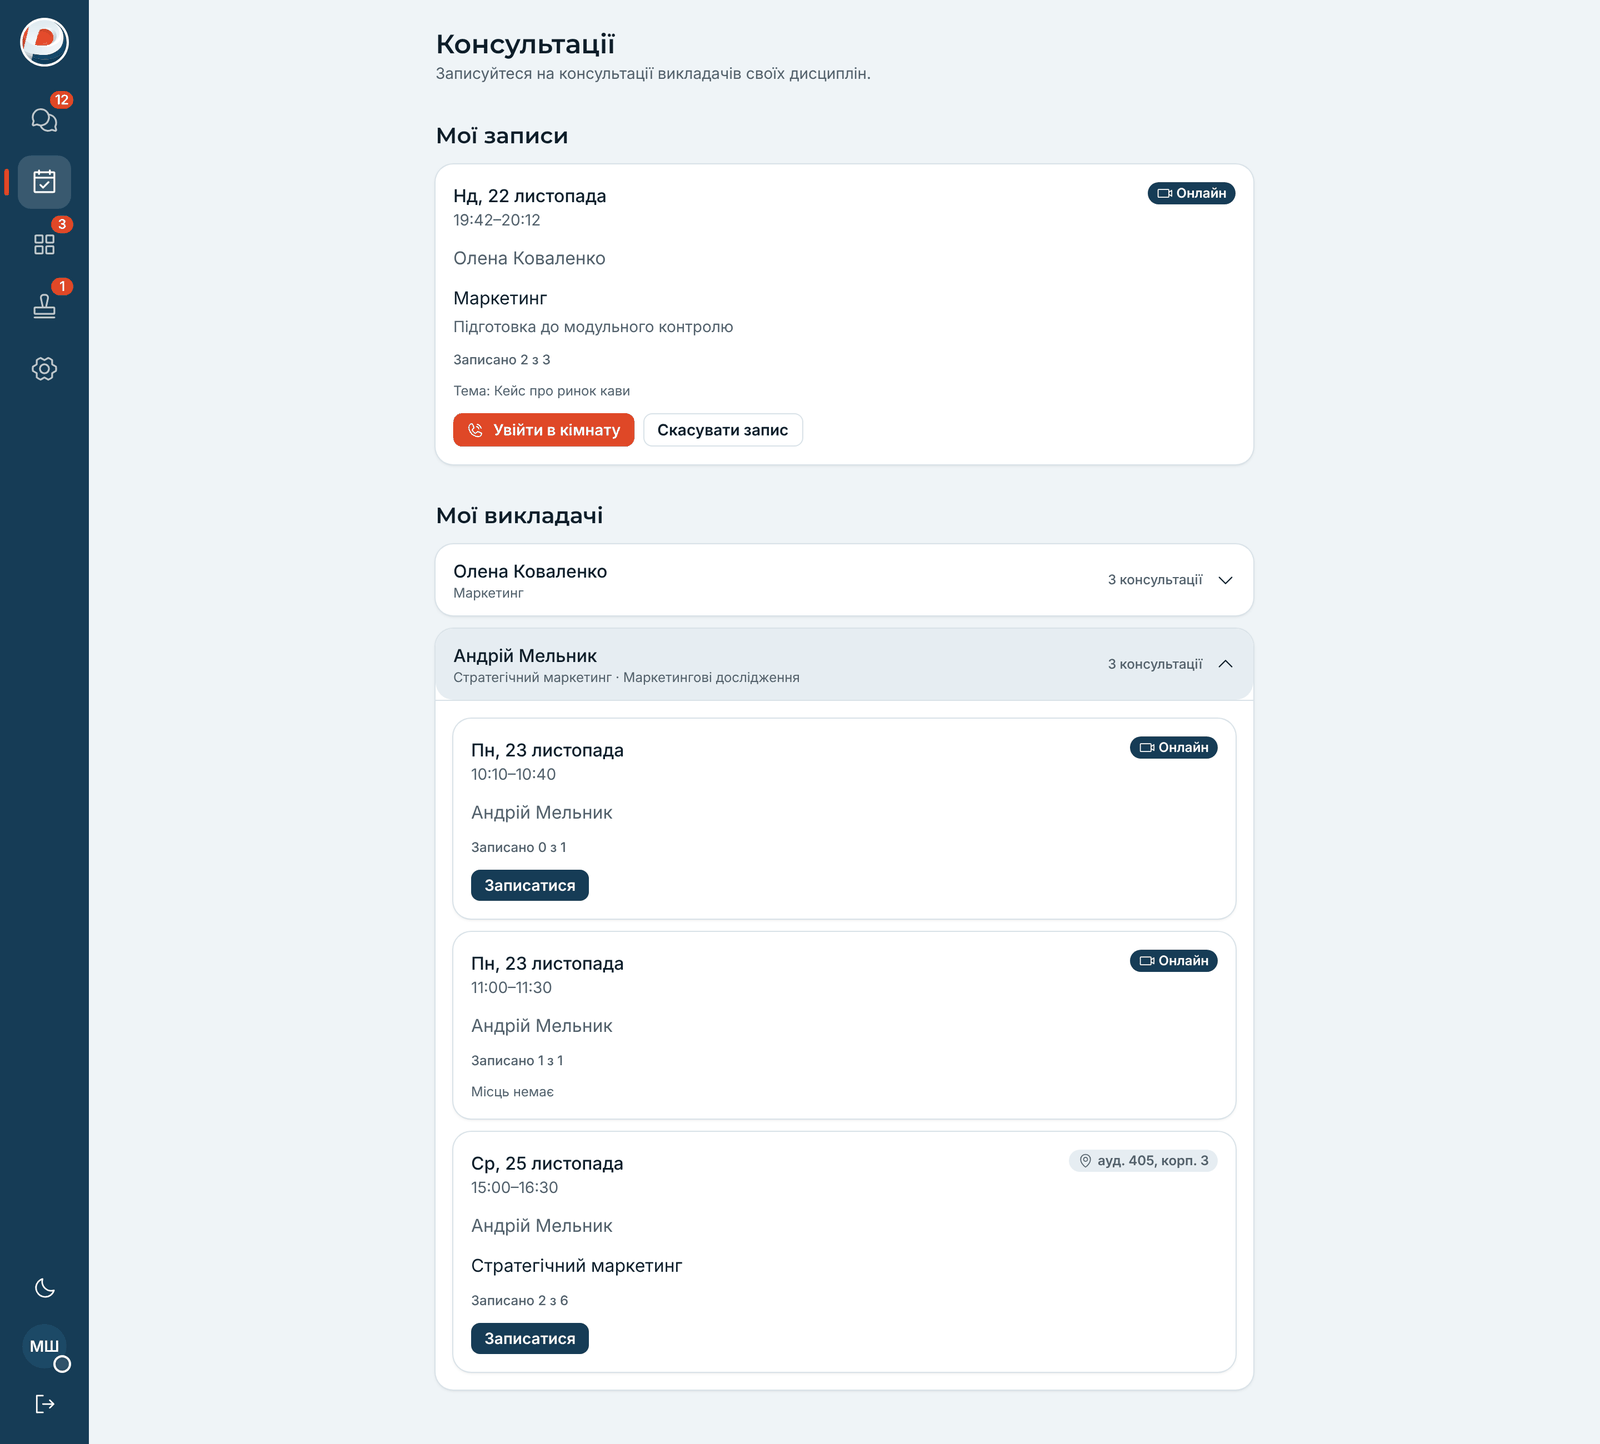 Консультації
Записуйтеся на консультації викладачів своїх дисциплін.
12
3
1
Мої записи
Нд, 22 листопада
Онлайн
19:42–20:12
Олена Коваленко
Маркетинг
Підготовка до модульного контролю
Записано 2 з 3
Тема: Кейс про ринок кави
Увійти в кімнату
Скасувати запис
Мої викладачі
Олена Коваленко
Маркетинг
3 консультації
Андрій Мельник
Стратегічний маркетинг · Маркетингові дослідження
3 консультації
Пн, 23 листопада
Онлайн
10:10–10:40
Андрій Мельник
Записано 0 з 1
Записатися
Пн, 23 листопада
Онлайн
11:00–11:30
Андрій Мельник
Записано 1 з 1
Місць немає
Ср, 25 листопада
ауд. 405, корп. 3
15:00–16:30
Андрій Мельник
Стратегічний маркетинг
Записано 2 з 6
Записатися
МШ